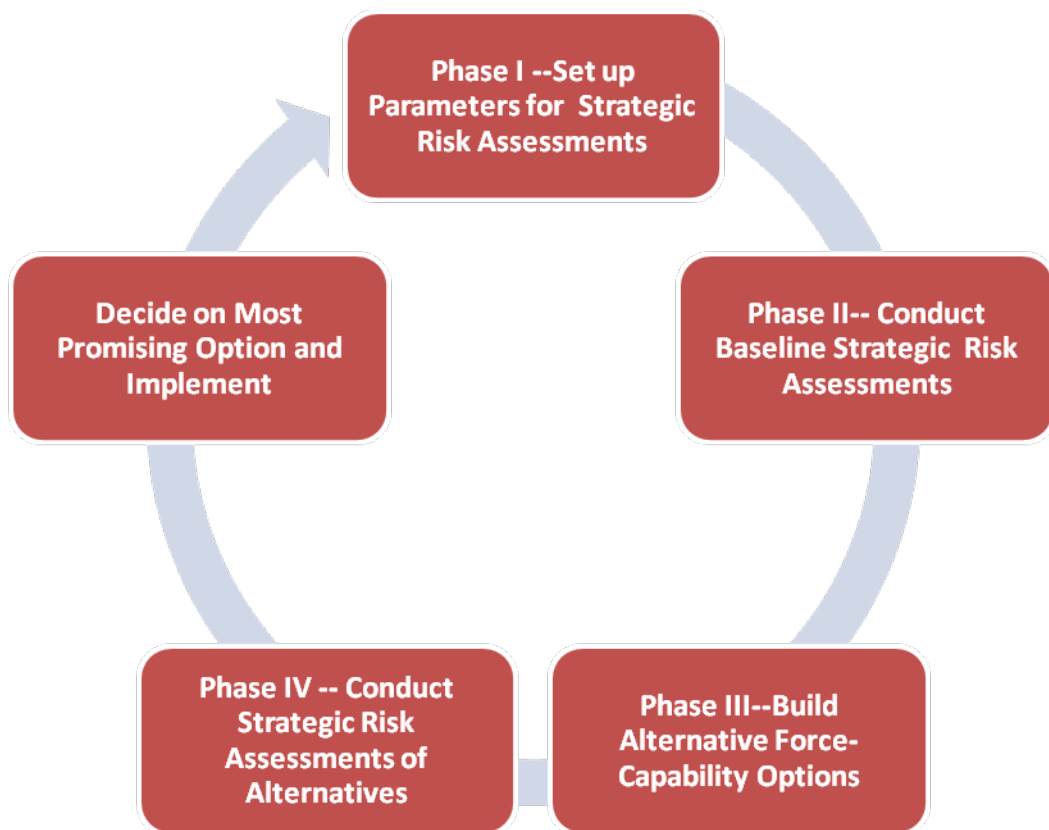 Phase I --Set up
Parameters for Strategic
Risk Assessments
Phase II-- Conduct
Baseline Strategic Risk
Assessments
Phase III--Build
Alternative Force-
Capability Options
Phase IV -- Conduct
Strategic Risk
Assessments of
Alternatives
Decide on Most
Promising Option and
Implement